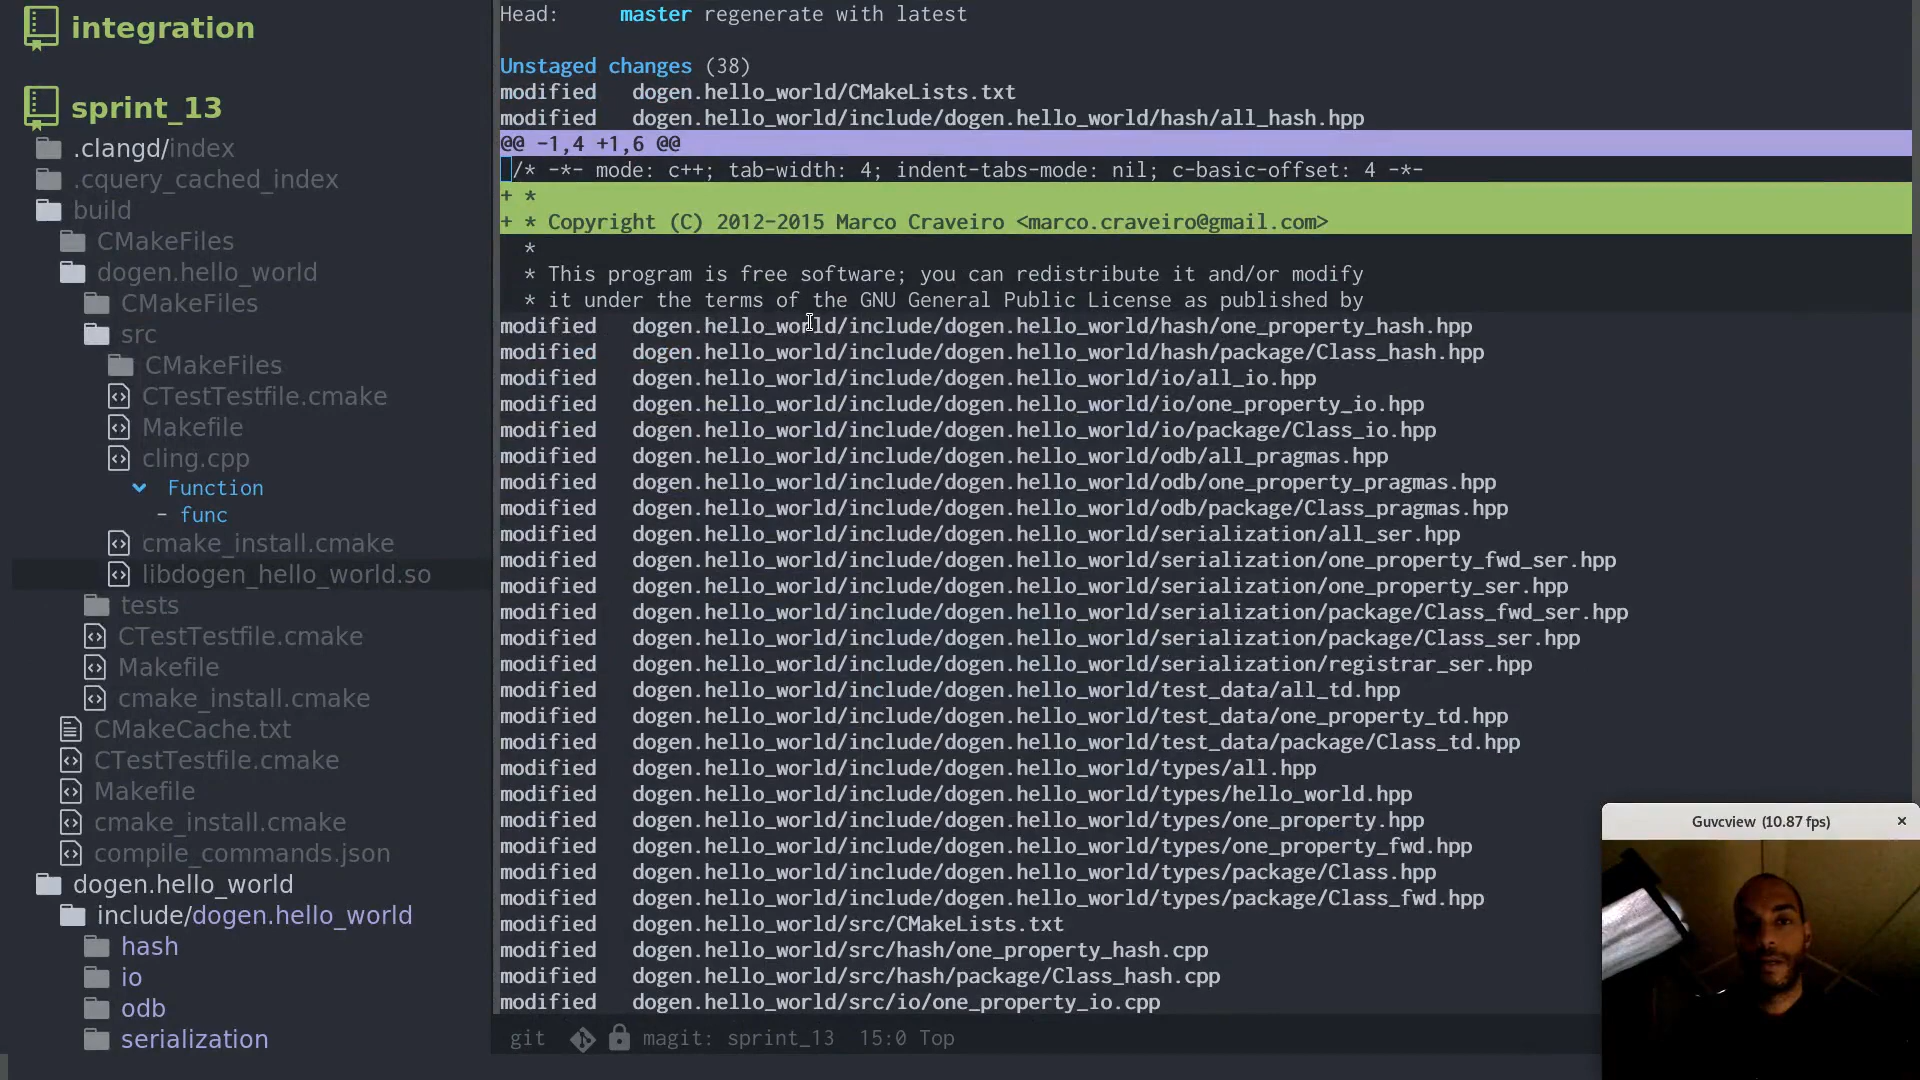 integration
sprint_13
.clangd/index
.cquery_cached_index
build
CMakeFiles
dogen.hello_world
CMakeFiles
src
CMakeFiles
CTestTestfile.cmake
Makefile
cling.cpp
Function
- func
cmake_install.cmake
libdogen_hello_world.so
tests
CTestTestfile.cmake
Makefile
cmake_install.cmake
CMakeCache.txt
CTestTestfile.cmake
Makefile
cmake_install.cmake
compile_commands.json
dogen.hello_world
include/dogen.hello_world
hash
io
odb
serialization
Head: master regenerate with latest
Unstaged changes (38)
modified dogen.hello_world/CMakeLists.txt
modified dogen.hello_world/include/dogen.hello_world/hash/all_hash.hpp
@@ -1,4 +1,6 @@
/* -*- mode: c++; tab-width: 4; indent-tabs-mode: nil; c-basic-offset: 4 -*-
+ *
+ * Copyright (C) 2012-2015 Marco Craveiro <marco.craveiro@gmail.com>
*
* This program is free software; you can redistribute it and/or modify
* it under the terms of the GNU General Public License as published by
modified dogen.hello_world/include/dogen.hello_world/hash/one_property_hash.hpp
modified dogen.hello_world/include/dogen.hello_world/hash/package/Class_hash.hpp
modified dogen.hello_world/include/dogen.hello_world/io/all_io.hpp
modified dogen.hello_world/include/dogen.hello_world/io/one_property_io.hpp
modified dogen.hello_world/include/dogen.hello_world/io/package/Class_io.hpp
modified dogen.hello_world/include/dogen.hello_world/odb/all_pragmas.hpp
modified dogen.hello_world/include/dogen.hello_world/odb/one_property_pragmas.hpp
modified dogen.hello_world/include/dogen.hello_world/odb/package/Class_pragmas.hpp
modified dogen.hello_world/include/dogen.hello_world/serialization/all_ser.hpp
modified dogen.hello_world/include/dogen.hello_world/serialization/one_property_fwd_ser.hpp
modified dogen.hello_world/include/dogen.hello_world/serialization/one_property_ser.hpp
modified dogen.hello_world/include/dogen.hello_world/serialization/package/Class_fwd_ser.hpp
modified dogen.hello_world/include/dogen.hello_world/serialization/package/Class_ser.hpp
modified dogen.hello_world/include/dogen.hello_world/serialization/registrar_ser.hpp
modified dogen.hello_world/include/dogen.hello_world/test_data/all_td.hpp
modified dogen.hello_world/include/dogen.hello_world/test_data/one_property_td.hpp
modified dogen.hello_world/include/dogen.hello_world/test_data/package/Class_td.hpp
modified dogen.hello_world/include/dogen.hello_world/types/all.hpp
modified dogen.hello_world/include/dogen.hello_world/types/hello_world.hpp
modified dogen.hello_world/include/dogen.hello_world/types/one_property.hpp
modified dogen.hello_world/include/dogen.hello_world/types/one_property_fwd.hpp
modified dogen.hello_world/include/dogen.hello_world/types/package/Class.hpp
modified dogen.hello_world/include/dogen.hello_world/types/package/Class_fwd.hpp
modified dogen.hello_world/src/CMakeLists.txt
modified dogen.hello_world/src/hash/one_property_hash.cpp
modified dogen.hello_world/src/hash/package/Class_hash.cpp
modified dogen.hello_world/src/io/one_property_io.cpp
git magit: sprint_13 15:0 Top
Guvcview (10.87 fps)